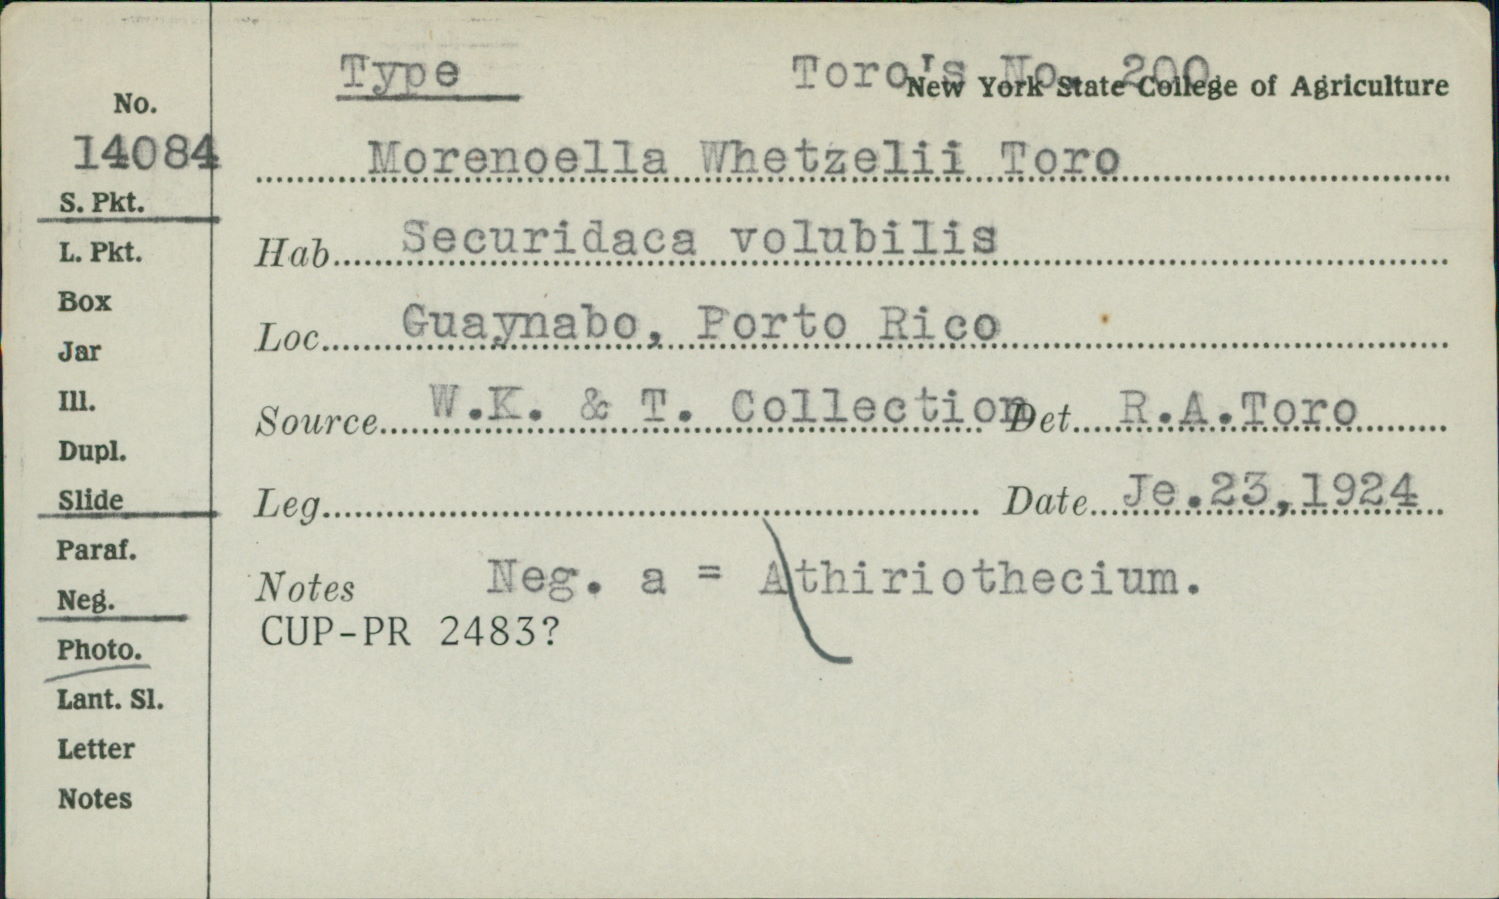 Type Toro's No. 200
New York State College of Agriculture
No.
14084
Morenoella Whetzelii Toro
S. Pkt.
L. Pkt.
Box
Jar
Ill.
Dupl.
Slide
Paraf.
Neg.
Photo.
Lant. Sl.
Letter
Notes
Hab. Securidaca volubilis
Loc. Guaynabo, Porto Rico
Source W.K. & T. Collection Det. R.A.Toro
Leg. Date Je.23,1924
Notes Neg. a = Athiriothecium.
CUP-PR 2483?